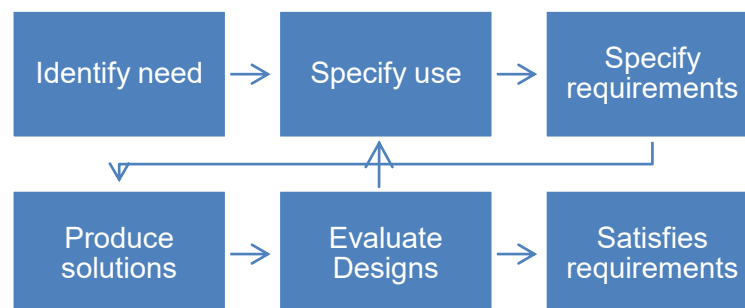 Identify need
Specify use
Specify
requirements
Produce
solutions
Evaluate
Designs
Satisfies
requirements